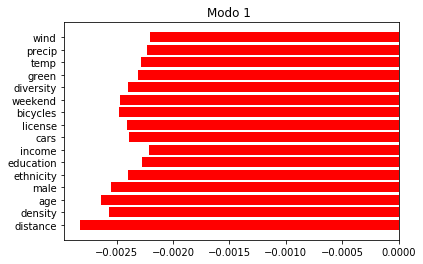 Modo 1
wind
precip
temp
green
diversity
weekend
bicycles
license
cars
income
education
ethnicity
male
age
density
distance
−0.0025 −0.0020 −0.0015 −0.0010 −0.0005 0.0000